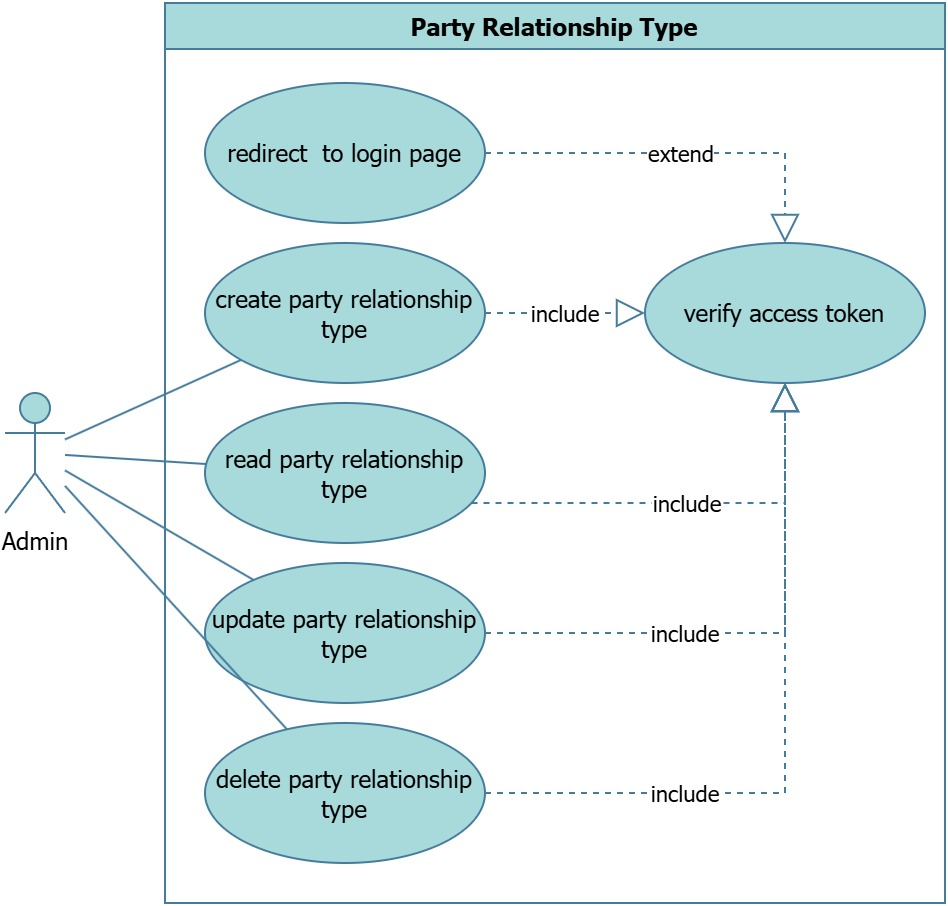 Party Relationship Type
redirect  to login page
extend
create party relationship
type
include
verify access token
read party relationship
type
include
Admin
update party relationship
type
include
delete party relationship
type
include